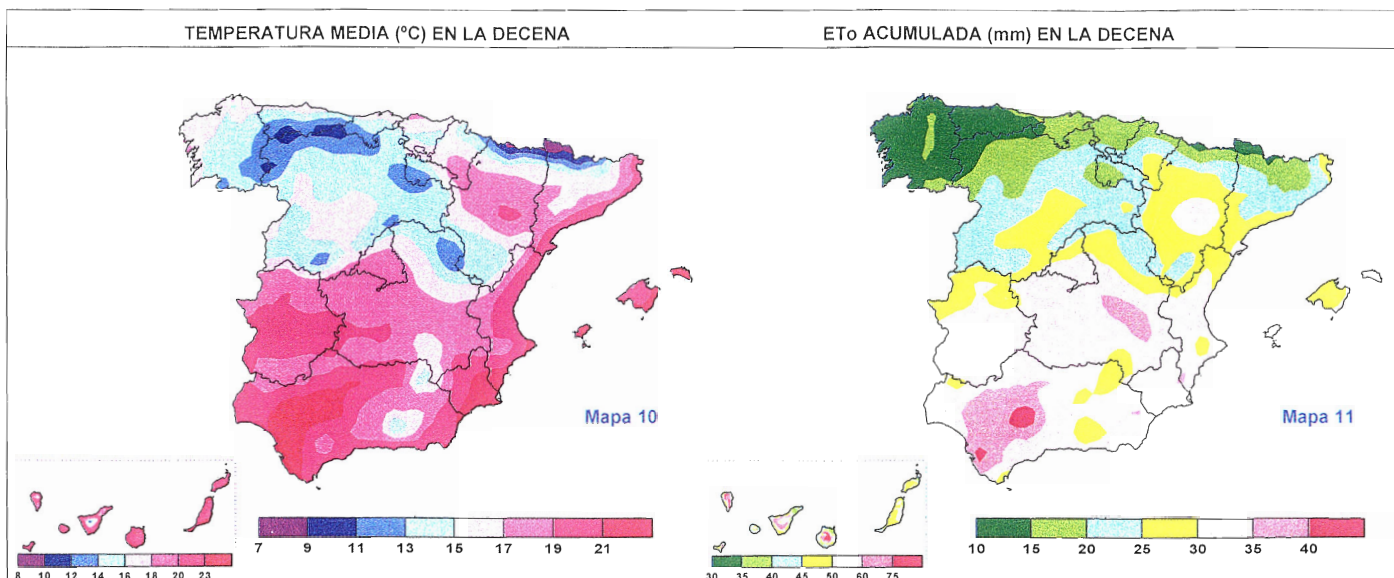 TEMPERATURA MEDIA (ºC) EN LA DECENA
ETo ACUMULADA (mm) EN LA DECENA
Mapa 10
Mapa 11
7 9 11 13 15 17 19 21
8 10 12 14 16 18 20 23
10 15 20 25 30 35 40
30 35 40 45 50 60 75